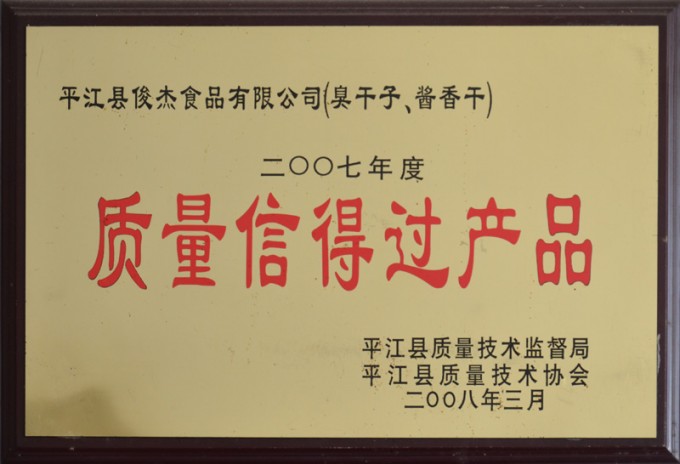 平江县俊杰食品有限公司(臭干子、酱香干)
二〇〇七年度
质量信得过产品
平江县质量技术监督局
平江县质量技术协会
二〇〇八年三月